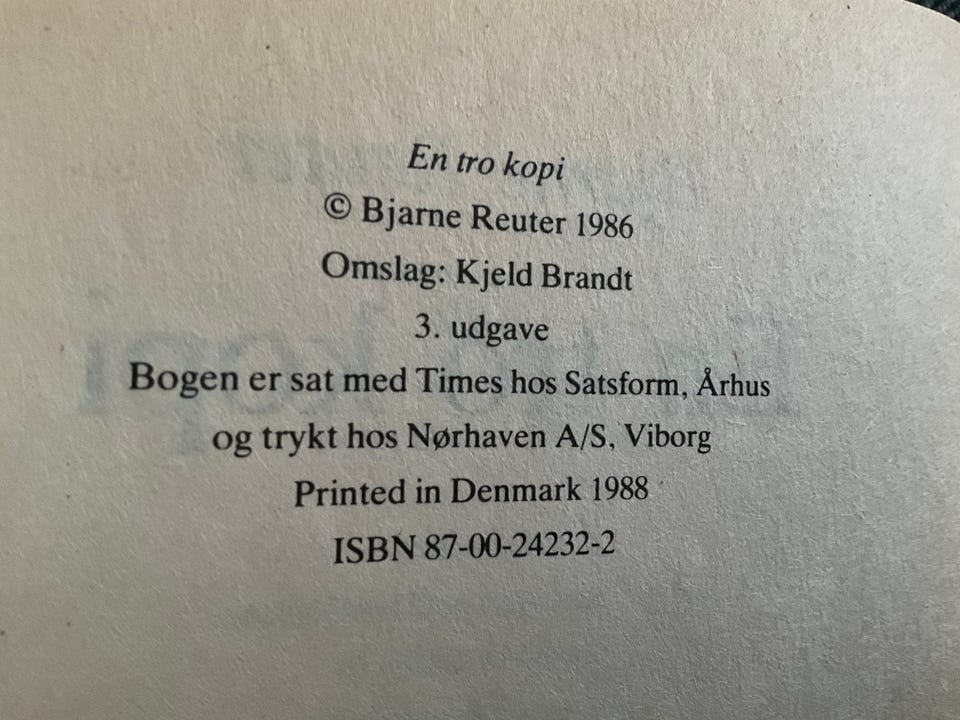 En tro kopi
© Bjarne Reuter 1986
Omslag: Kjeld Brandt
3. udgave
Bogen er sat med Times hos Satsform, Århus
og trykt hos Nørhaven A/S, Viborg
Printed in Denmark 1988
ISBN 87-00-24232-2